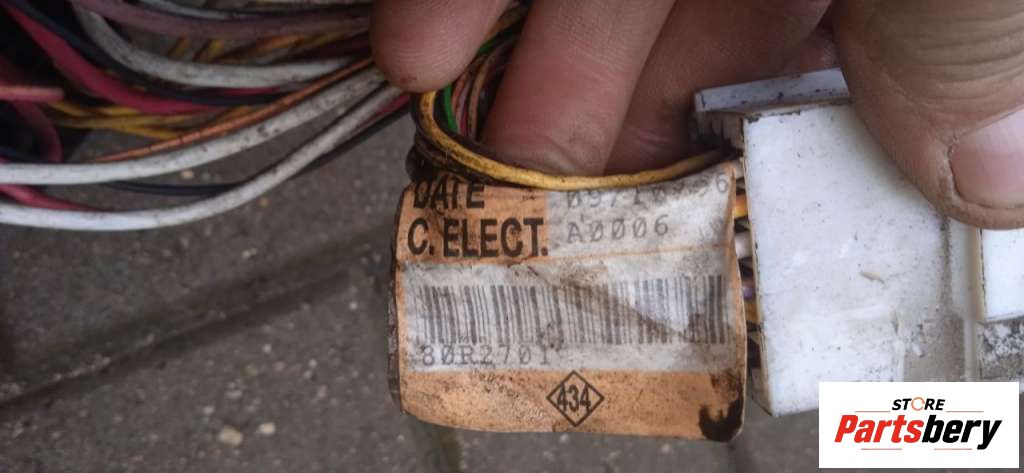 DATE
C. ELECT. A0006
80R2701
434
STORE
Partsbery